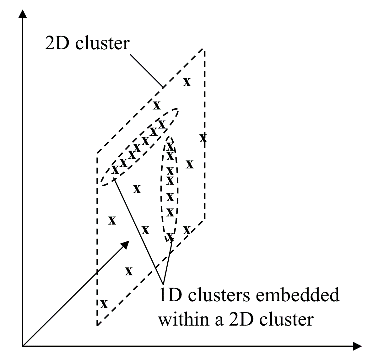 2D cluster
1D clusters embedded
within a 2D cluster